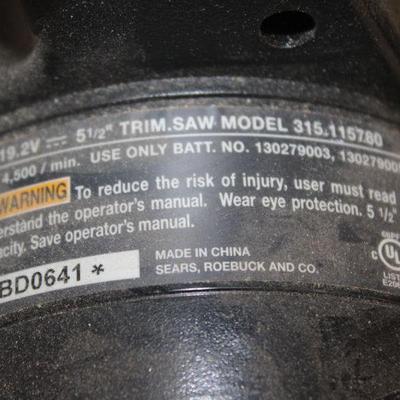 19.2V ⎓ 51/2" TRIM.SAW MODEL 315.115780
4,500 / min. USE ONLY BATT. NO. 130279003,
WARNING To reduce the risk of injury, user must read
the operator's manual. Wear eye protection. 5 1/2"
Save operator's manual.
MADE IN CHINA
SEARS, ROEBUCK AND CO.
BD0641 *
C UL
LIST